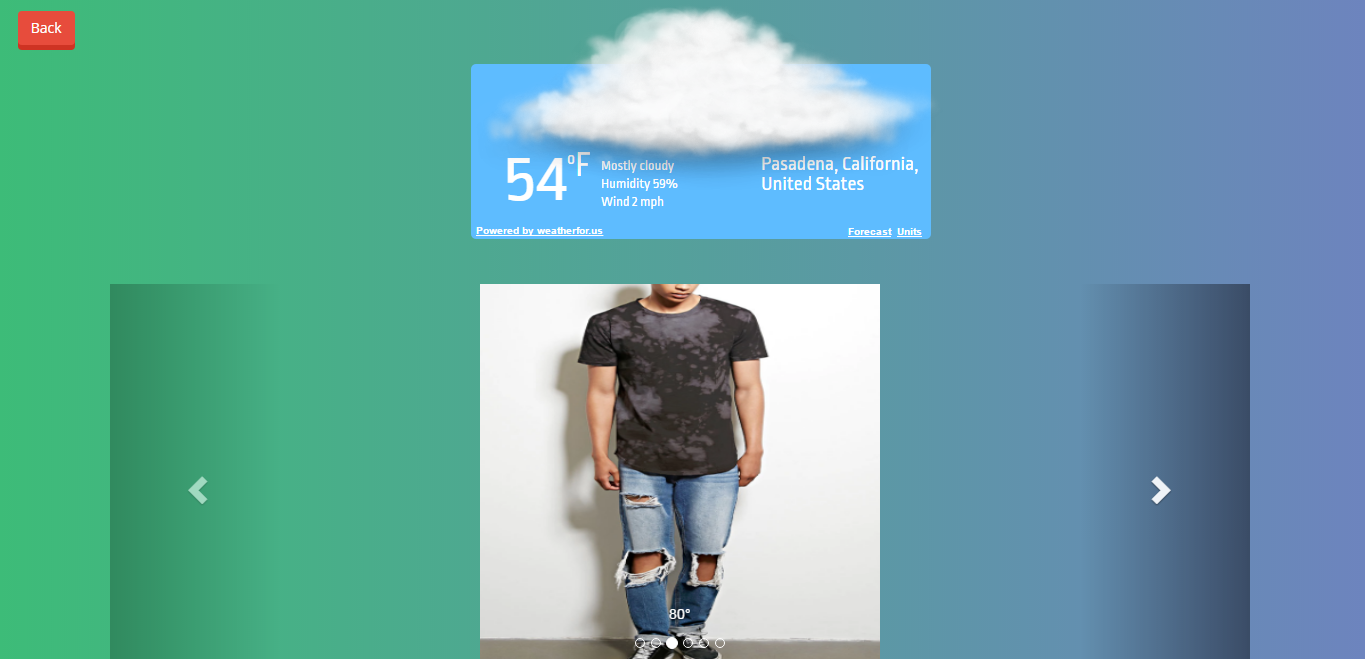 Back
54°F
Mostly cloudy
Humidity 59%
Wind 2 mph
Pasadena, California,
United States
Powered by weatherfor.us
Forecast Units
80°